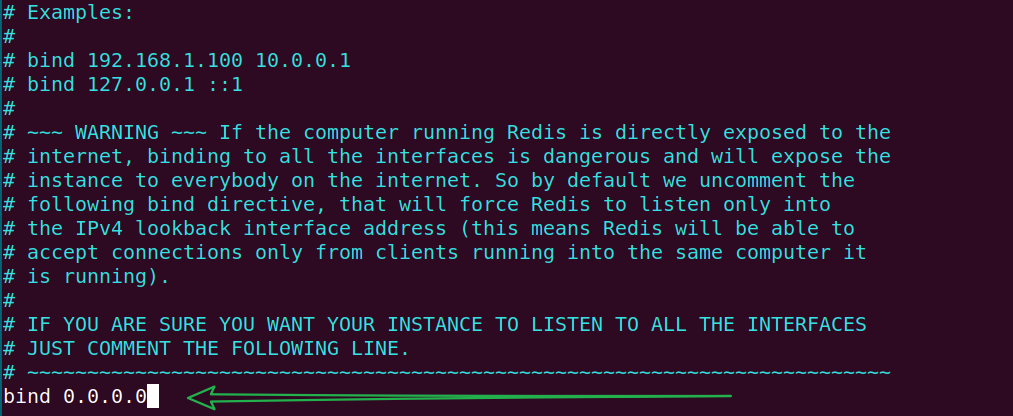 # Examples:
#
# bind 192.168.1.100 10.0.0.1
# bind 127.0.0.1 ::1
#
# ~~~ WARNING ~~~ If the computer running Redis is directly exposed to the
# internet, binding to all the interfaces is dangerous and will expose the
# instance to everybody on the internet. So by default we uncomment the
# following bind directive, that will force Redis to listen only into
# the IPv4 lookback interface address (this means Redis will be able to
# accept connections only from clients running into the same computer it
# is running).
#
# IF YOU ARE SURE YOU WANT YOUR INSTANCE TO LISTEN TO ALL THE INTERFACES
# JUST COMMENT THE FOLLOWING LINE.
# ~~~~~~~~~~~~~~~~~~~~~~~~~~~~~~~~~~~~~~~~~~~~~~~~~~~~~~~~~~~~~~~~~~~~~~~~
bind 0.0.0.0